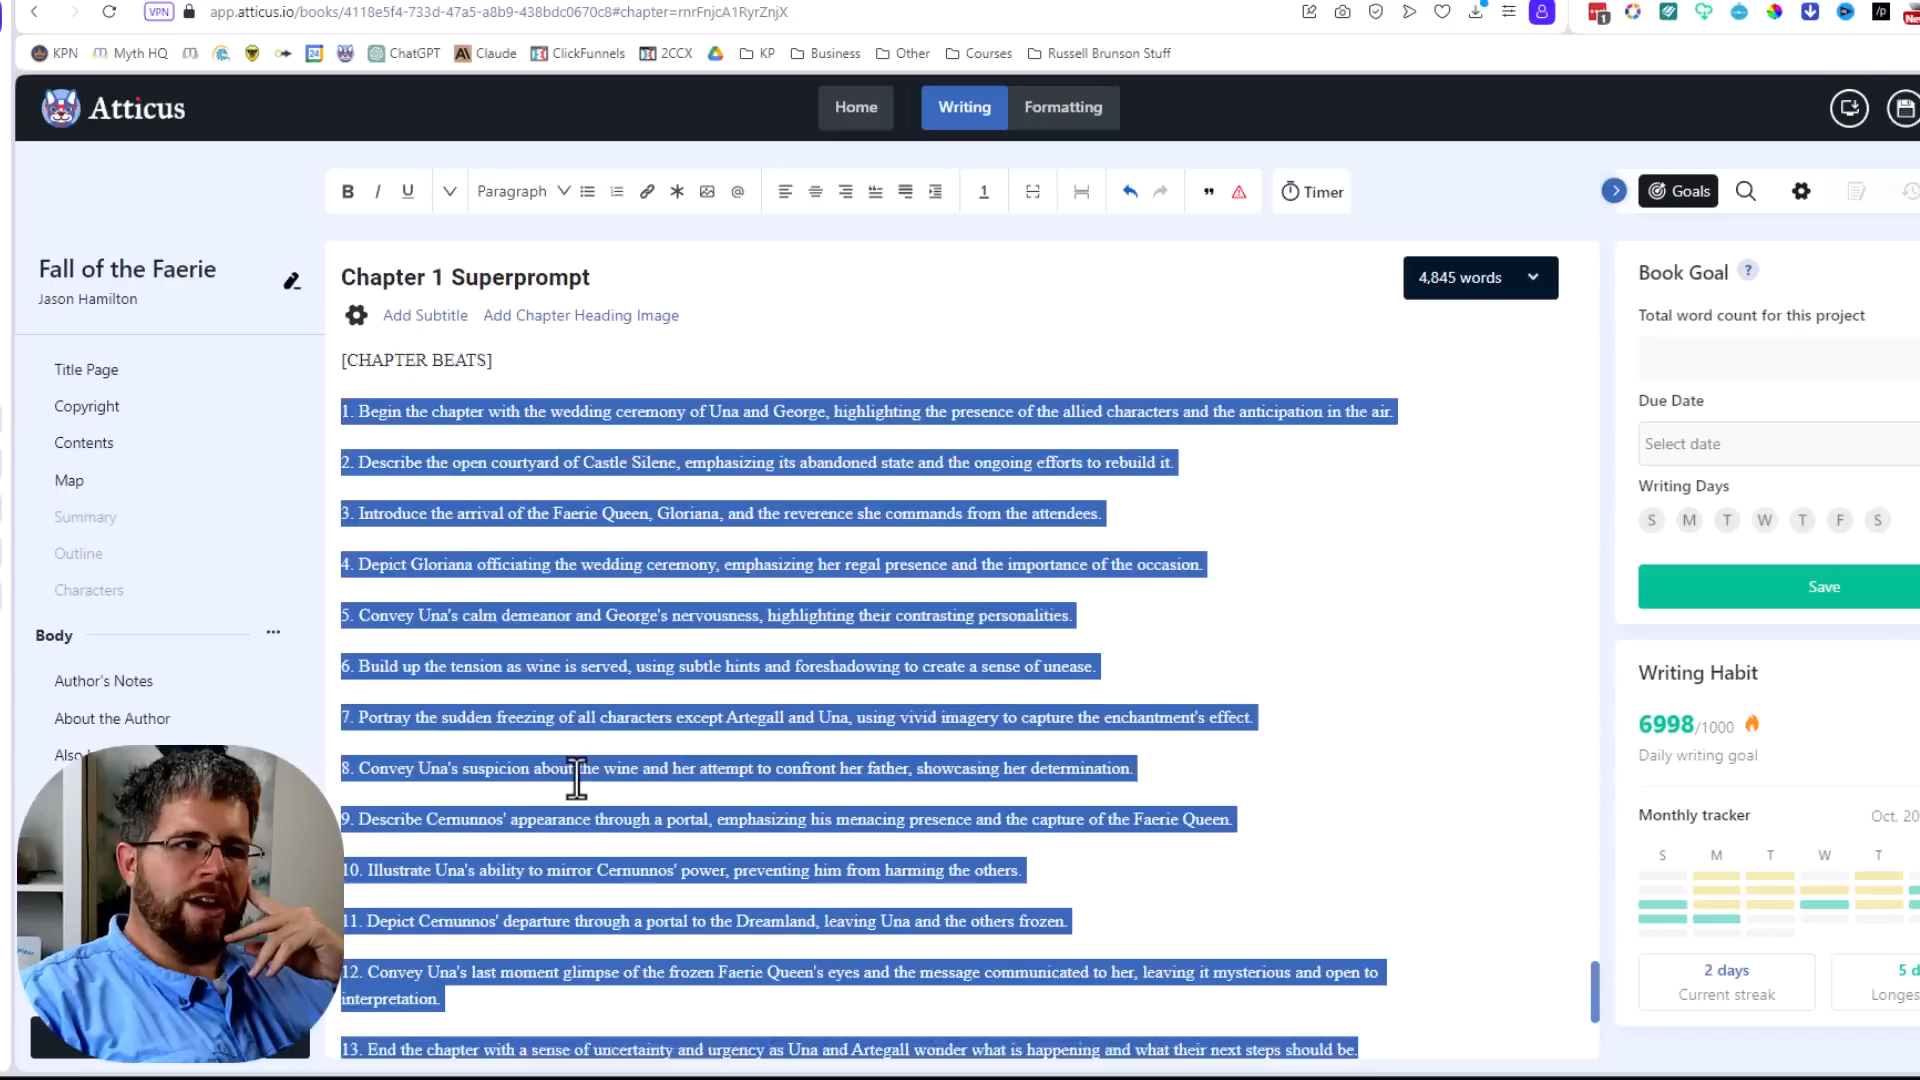 VPN
app.atticus.io/books/4118e5f4-733d-47a5-a8b9-438bdc0670c8#chapter=rnrFnjcA1RyrZnjX
1
/p
KPN
Myth HQ
24
ChatGPT
Claude
ClickFunnels
2CCX
KP
Business
Other
Courses
Russell Brunson Stuff
Atticus
Home
Writing
Formatting
B I U
Paragraph
1
Timer
Goals
Fall of the Faerie
Jason Hamilton
Title Page
Copyright
Contents
Map
Summary
Outline
Characters
Body
Author's Notes
About the Author
Chapter 1 Superprompt
4,845 words
Add Subtitle
Add Chapter Heading Image
[CHAPTER BEATS]
1. Begin the chapter with the wedding ceremony of Una and George, highlighting the presence of the allied characters and the anticipation in the air.
2. Describe the open courtyard of Castle Silene, emphasizing its abandoned state and the ongoing efforts to rebuild it.
3. Introduce the arrival of the Faerie Queen, Gloriana, and the reverence she commands from the attendees.
4. Depict Gloriana officiating the wedding ceremony, emphasizing her regal presence and the importance of the occasion.
5. Convey Una's calm demeanor and George's nervousness, highlighting their contrasting personalities.
6. Build up the tension as wine is served, using subtle hints and foreshadowing to create a sense of unease.
7. Portray the sudden freezing of all characters except Artegall and Una, using vivid imagery to capture the enchantment's effect.
8. Convey Una's suspicion about the wine and her attempt to confront her father, showcasing her determination.
9. Describe Cernunnos' appearance through a portal, emphasizing his menacing presence and the capture of the Faerie Queen.
10. Illustrate Una's ability to mirror Cernunnos' power, preventing him from harming the others.
11. Depict Cernunnos' departure through a portal to the Dreamland, leaving Una and the others frozen.
12. Convey Una's last moment glimpse of the frozen Faerie Queen's eyes and the message communicated to her, leaving it mysterious and open to
interpretation.
13. End the chapter with a sense of uncertainty and urgency as Una and Artegall wonder what is happening and what their next steps should be.
Book Goal ?
Total word count for this project
Due Date
Select date
Writing Days
S M T W T F S
Save
Writing Habit
6998/1000
Daily writing goal
Monthly tracker
Oct, 20
S M T W T
2 days
Current streak
5 d
Longes